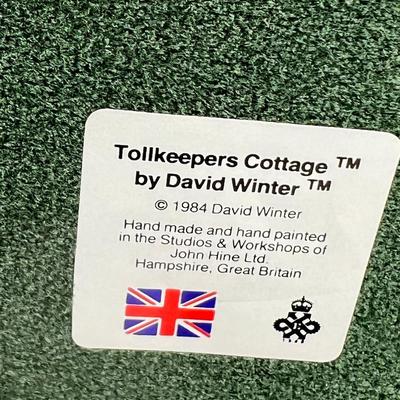 Tollkeepers Cottage ™
by David Winter ™
© 1984 David Winter
Hand made and hand painted
in the Studios & Workshops of
John Hine Ltd.
Hampshire, Great Britain